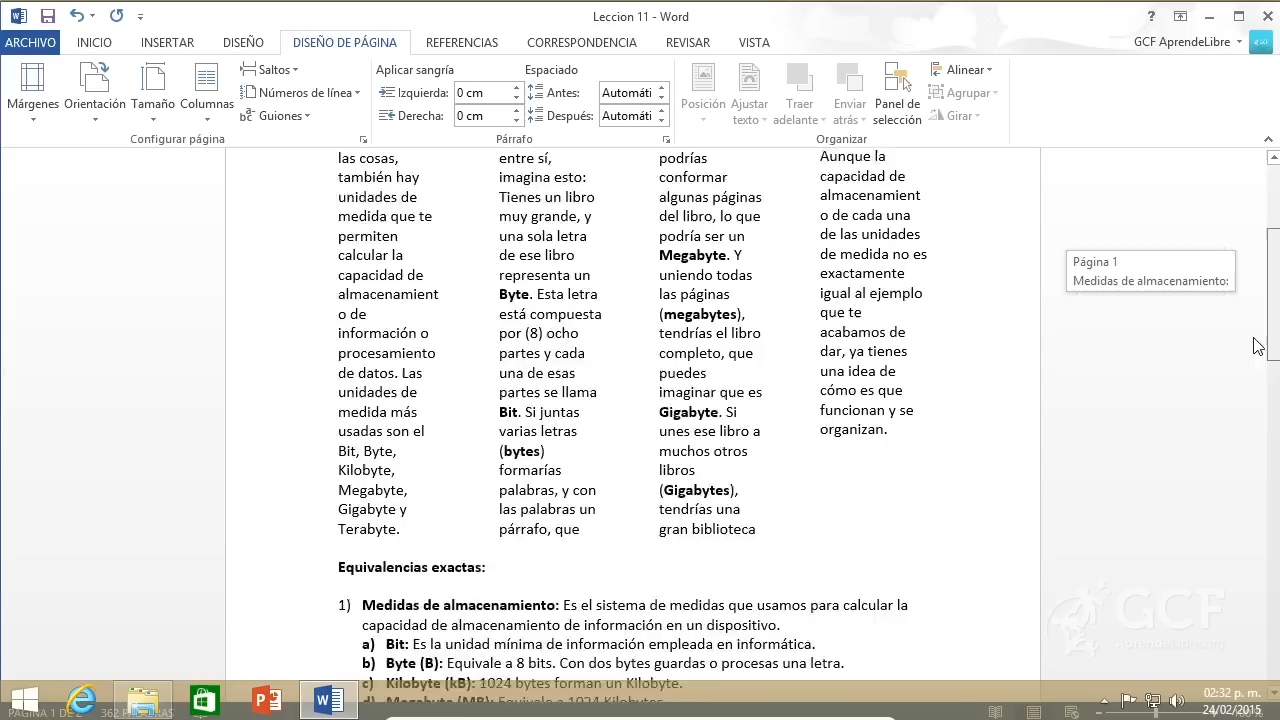 Leccion 11 - Word
ARCHIVO INICIO INSERTAR DISEÑO DISEÑO DE PÁGINA REFERENCIAS CORRESPONDENCIA REVISAR VISTA GCF AprendeLibre
Márgenes Orientación Tamaño Columnas
Saltos
Números de línea
Guiones
Configurar página
Aplicar sangría
Izquierda: 0 cm
Derecha: 0 cm
Espaciado
Antes: Automáti
Después: Automáti
Párrafo
Posición
Ajustar texto
Traer adelante
Enviar atrás
Panel de selección
Alinear
Agrupar
Girar
Organizar
las cosas,
también hay
unidades de
medida que te
permiten
calcular la
capacidad de
almacenamient
o de
información o
procesamiento
de datos. Las
unidades de
medida más
usadas son el
Bit, Byte,
Kilobyte,
Megabyte,
Gigabyte y
Terabyte.
entre sí,
imagina esto:
Tienes un libro
muy grande, y
una sola letra
de ese libro
representa un
Byte. Esta letra
está compuesta
por (8) ocho
partes y cada
una de esas
partes se llama
Bit. Si juntas
varias letras
(bytes)
formarías
palabras, y con
las palabras un
párrafo, que
podrías
conformar
algunas páginas
del libro, lo que
podría ser un
Megabyte. Y
uniendo todas
las páginas
(megabytes),
tendrías el libro
completo, que
puedes
imaginar que es
Gigabyte. Si
unes ese libro a
muchos otros
libros
(Gigabytes),
tendrías una
gran biblioteca
Aunque la
capacidad de
almacenamient
o de cada una
de las unidades
de medida no es
exactamente
igual al ejemplo
que te
acabamos de
dar, ya tienes
una idea de
cómo es que
funcionan y se
organizan.
Página 1
Medidas de almacenamiento:
Equivalencias exactas:
1) Medidas de almacenamiento: Es el sistema de medidas que usamos para calcular la
capacidad de almacenamiento de información en un dispositivo.
a) Bit: Es la unidad mínima de información empleada en informática.
b) Byte (B): Equivale a 8 bits. Con dos bytes guardas o procesas una letra.
c) Kilobyte (kB): 1024 bytes forman un Kilobyte.
d) Megabyte (MB): Equivale a 1024 Kilobytes.
GCF
AprendeLibre.org
PÁGINA 1 DE 2 362 PALABRAS
02:32 p. m.
24/02/2015